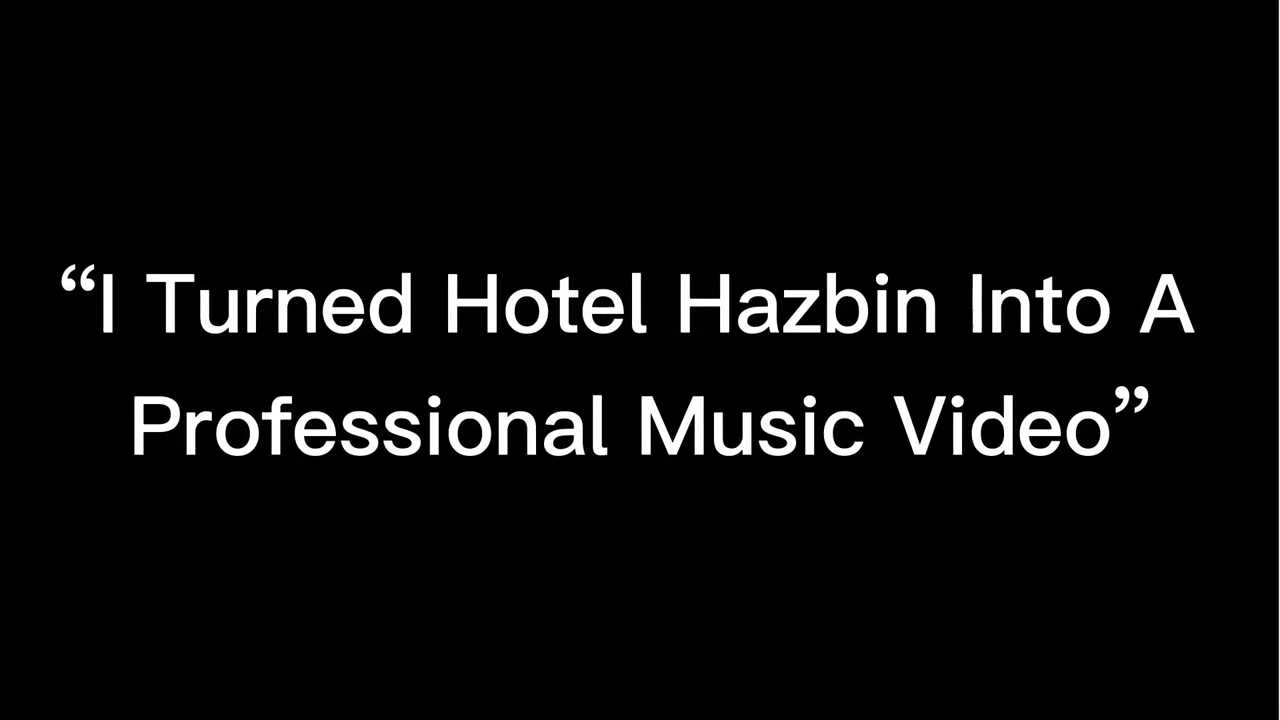 “I Turned Hotel Hazbin Into A
Professional Music Video”